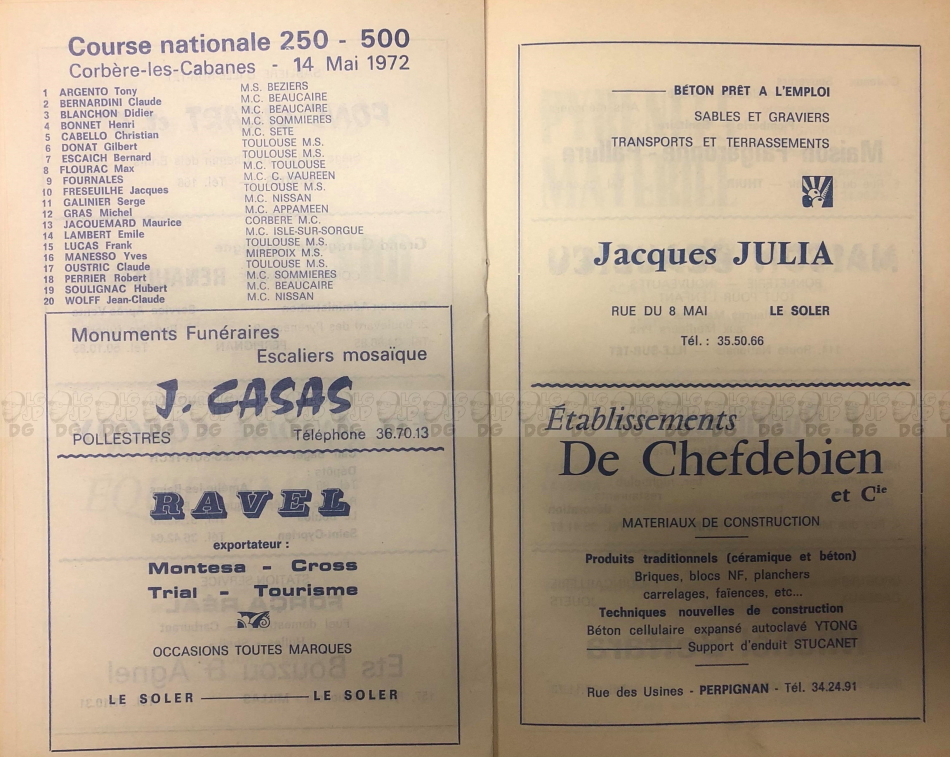 Course nationale 250 - 500
Corbère-les-Cabanes - 14 Mai 1972
1 ARGENTO Tony M.S. BEZIERS
2 BERNARDINI Claude M.C. BEAUCAIRE
3 BLANCHON Didier M.C. BEAUCAIRE
4 BONNET Henri M.C. SOMMIERES
5 CABELLO Christian M.C. SETE
6 DONAT Gilbert TOULOUSE M.S.
7 ESCAICH Bernard TOULOUSE M.S.
8 FLOURAC Max M.C. TOULOUSE
9 FOURNALES M.C. C. VAUREEN
10 FRESEUILHE Jacques TOULOUSE M.S.
11 GALINIER Serge M.C. NISSAN
12 GRAS Michel M.C. APPAMEEN
13 JACQUEMARD Maurice CORBERE M.C.
14 LAMBERT Emile M.C. ISLE-SUR-SORGUE
15 LUCAS Frank TOULOUSE M.S.
16 MANESSO Yves MIREPOIX M.S.
17 OUSTRIC Claude TOULOUSE M.S.
18 PERRIER Robert M.C. SOMMIERES
19 SOULIGNAC Hubert M.C. BEAUCAIRE
20 WOLFF Jean-Claude M.C. NISSAN
Monuments Funéraires
Escaliers mosaïque
J. CASAS
POLLESTRES Téléphone 36.70.13
RAVEL
exportateur :
Montesa - Cross
Trial - Tourisme
OCCASIONS TOUTES MARQUES
LE SOLER LE SOLER
BÉTON PRÊT A L'EMPLOI
SABLES ET GRAVIERS
TRANSPORTS ET TERRASSEMENTS
Jacques JULIA
RUE DU 8 MAI LE SOLER
Tél. : 35.50.66
Établissements
De Chefdebien
et Cie
MATERIAUX DE CONSTRUCTION
Produits traditionnels (céramique et béton)
Briques, blocs NF, planchers
carrelages, faïences, etc...
Techniques nouvelles de construction
Béton cellulaire expansé autoclavé YTONG
Support d'enduit STUCANET
Rue des Usines - PERPIGNAN - Tél. 34.24.91